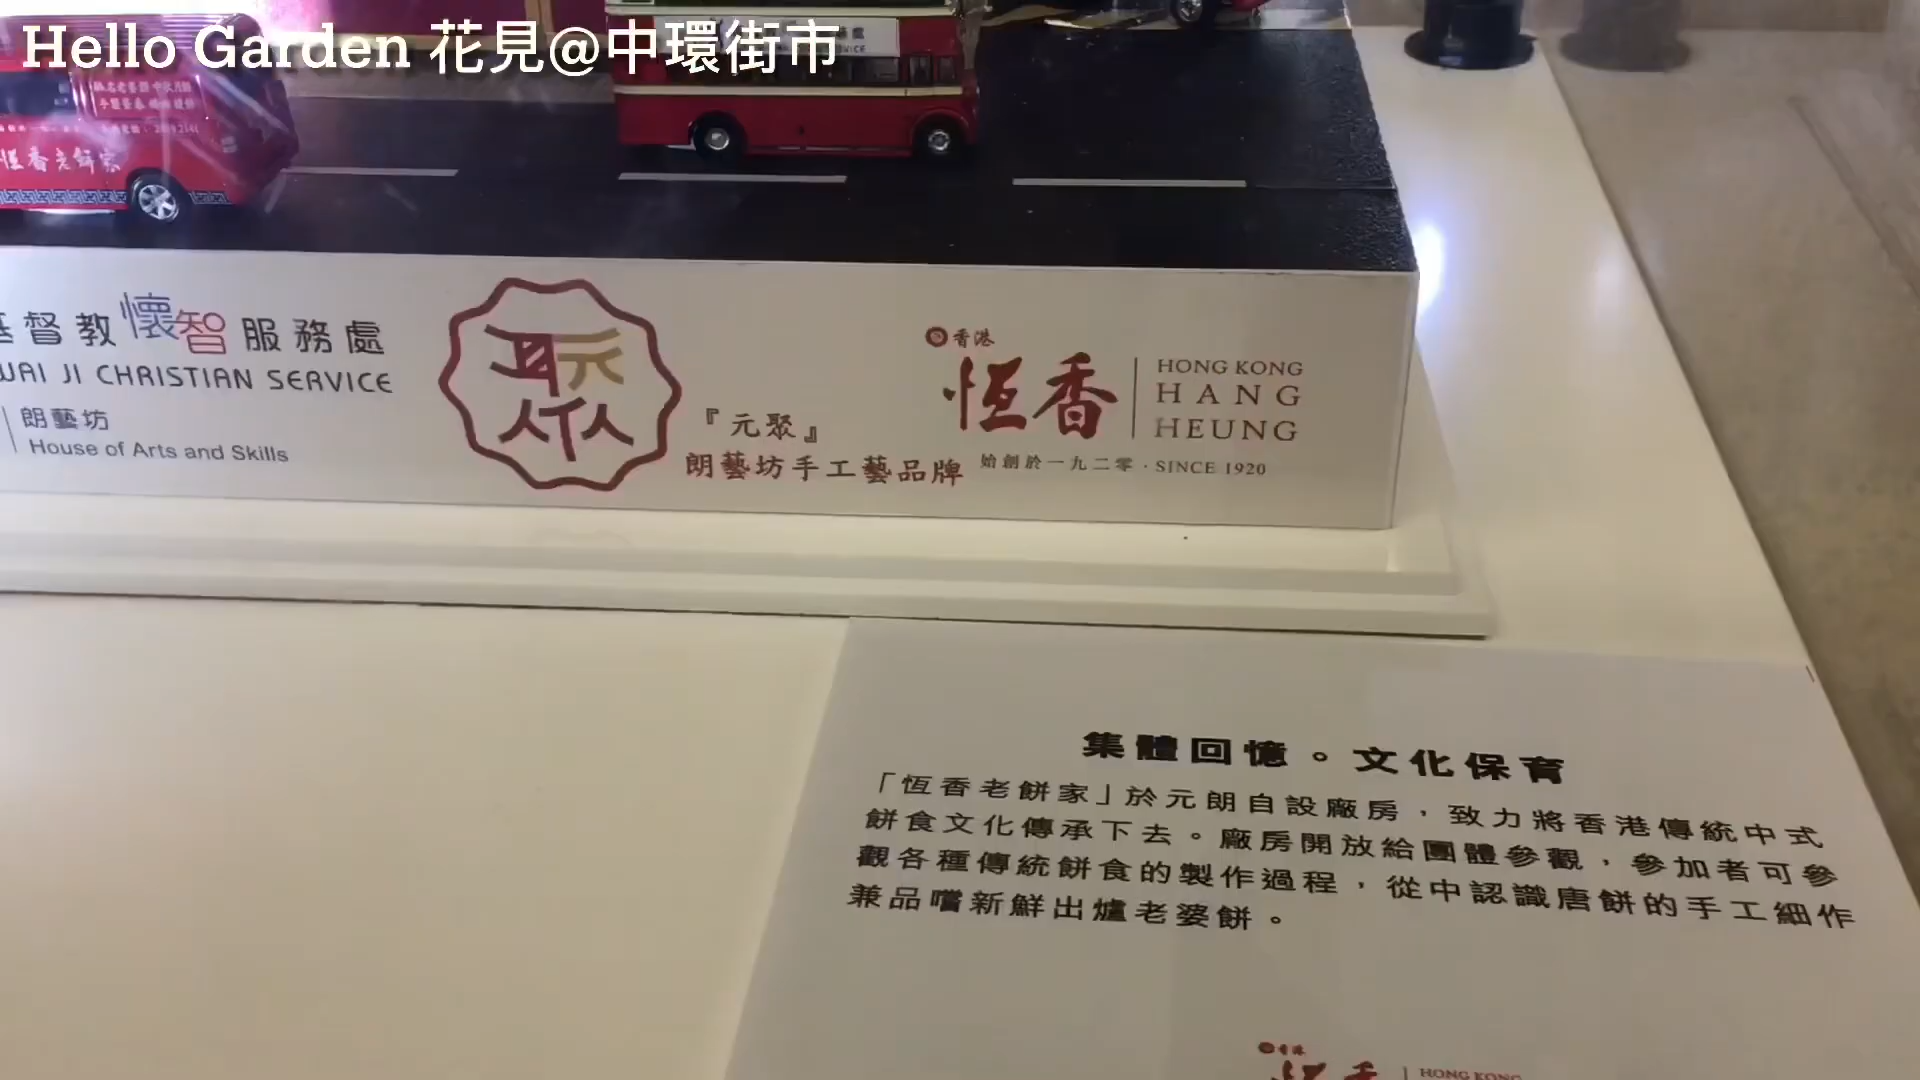 Hello Garden 花見@中環街市
恆香老餅家
督教懷智服務處
WAI JI CHRISTIAN SERVICE
朗藝坊
House of Arts and Skills
『元聚』
朗藝坊手工藝品牌
香港
恆香
HONG KONG
HANG
HEUNG
始創於一九二零·SINCE 1920
集體回憶。文化保育
「恆香老餅家」於元朗自設廠房，致力將香港傳統中式
餅食文化傳承下去。廠房開放給團體參觀，參加者可參
觀各種傳統餅食的製作過程，從中認識唐餅的手工細作
兼品嚐新鮮出爐老婆餅。
香港
HONG KONG